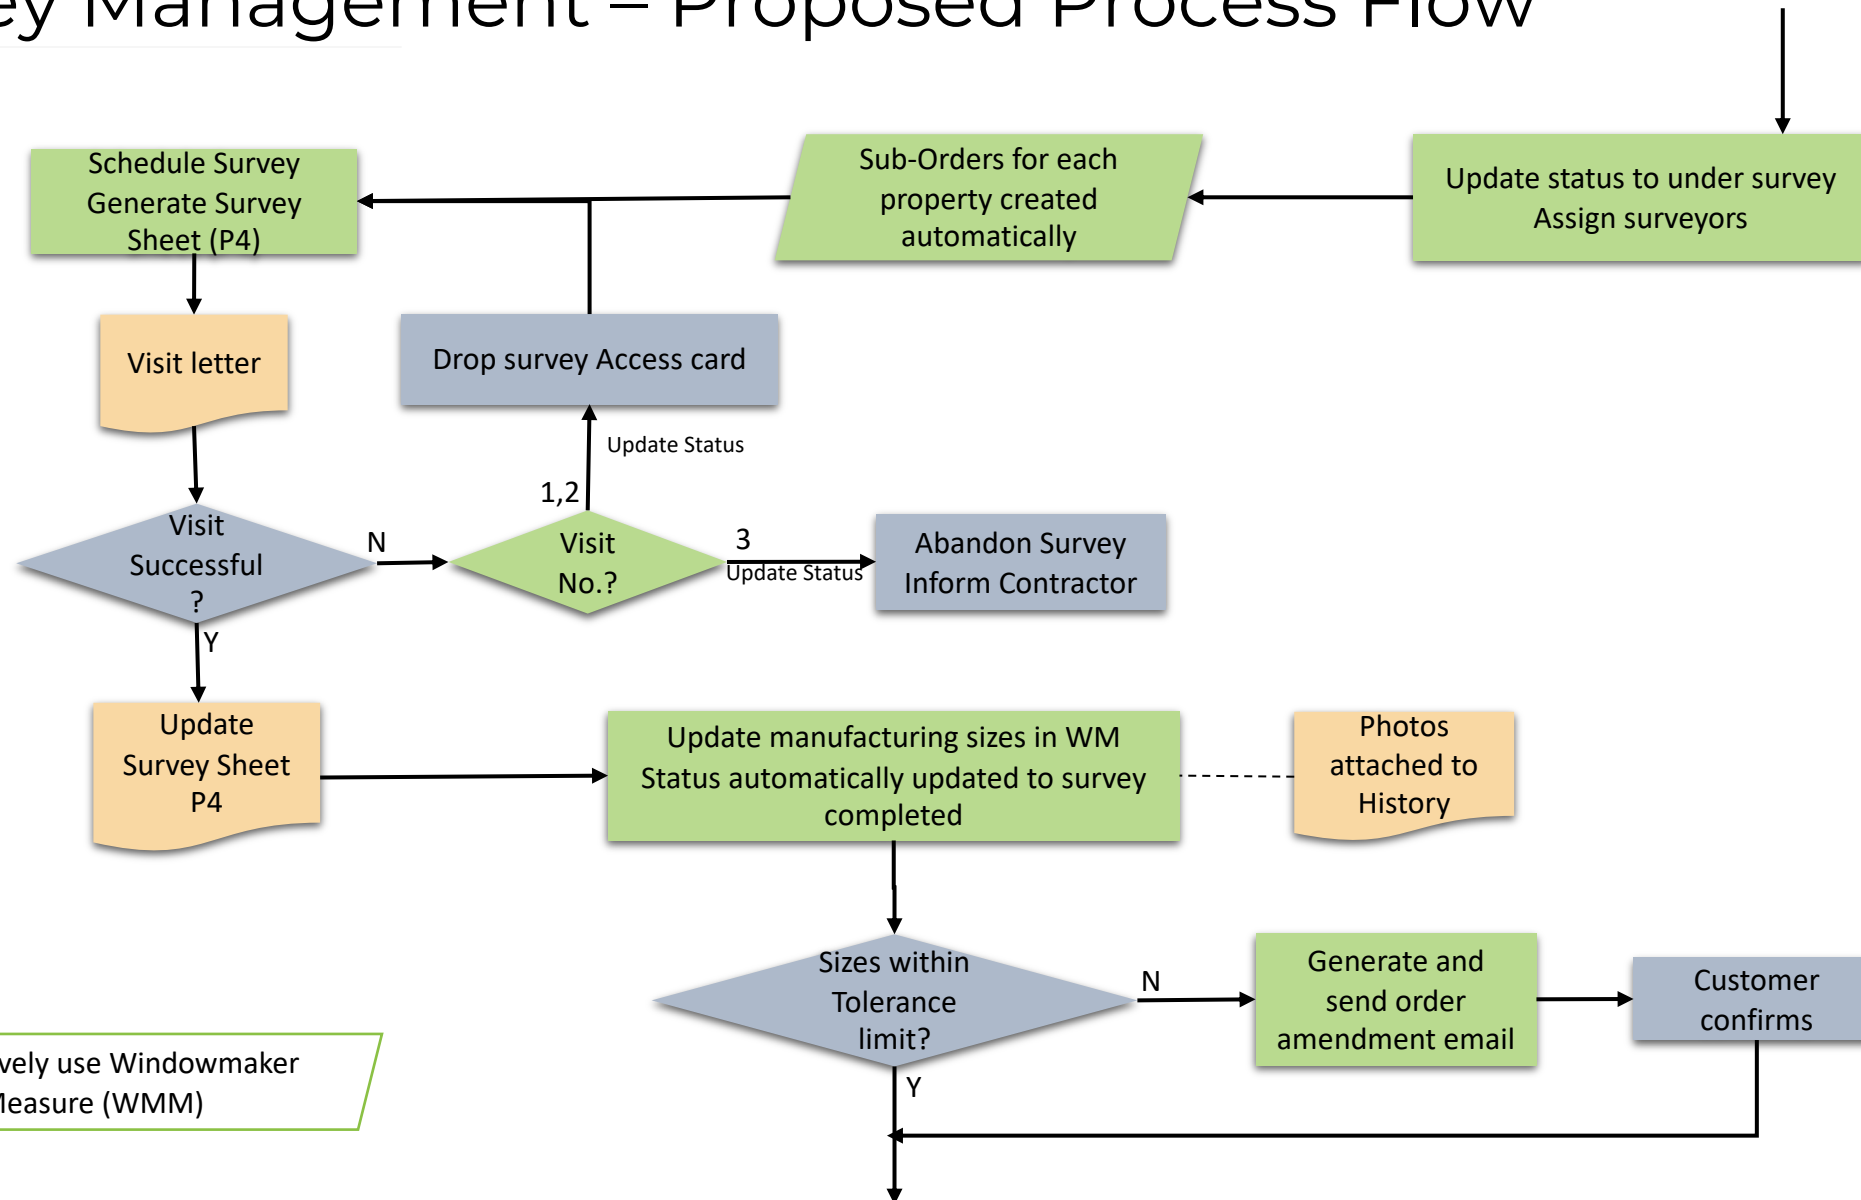 ey Management – Proposed Process Flow
Schedule Survey
Generate Survey
Sheet (P4)
Sub-Orders for each
property created
automatically
Update status to under survey
Assign surveyors
Visit letter
Drop survey Access card
Update Status
1,2
Visit
Successful
?
N
Visit
No.?
3
Update Status
Abandon Survey
Inform Contractor
Y
Update
Survey Sheet
P4
Update manufacturing sizes in WM
Status automatically updated to survey
completed
Photos
attached to
History
Sizes within
Tolerance
limit?
N
Generate and
send order
amendment email
Customer
confirms
Y
vely use Windowmaker
Measure (WMM)